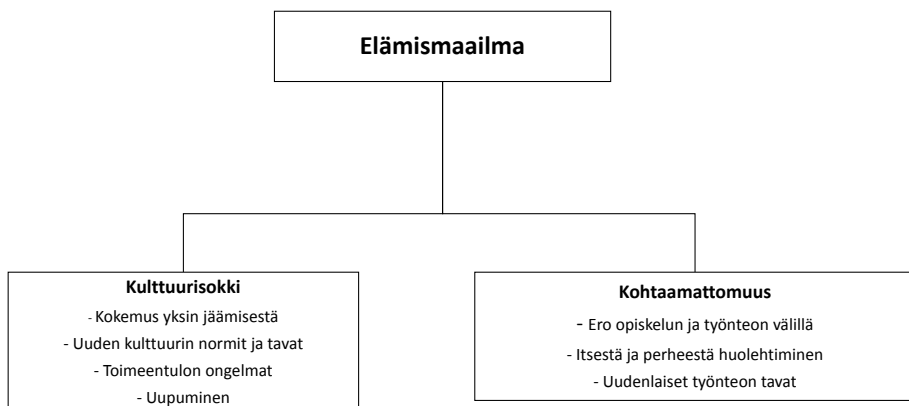 Elämismaailma
Kulttuurisokki
- Kokemus yksin jäämisestä
- Uuden kulttuurin normit ja tavat
- Toimeentulon ongelmat
- Uupuminen
Kohtaamattomuus
- Ero opiskelun ja työnteon välillä
- Itsestä ja perheestä huolehtiminen
- Uudenlaiset työnteon tavat